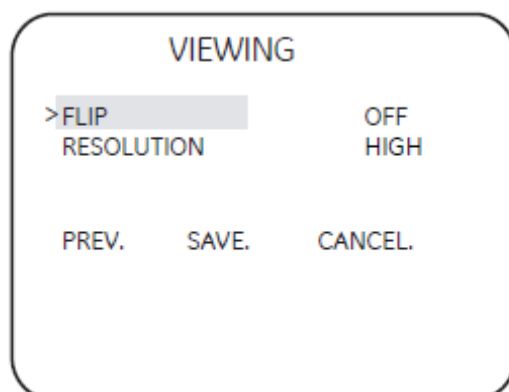 VIEWING
>FLIP OFF
RESOLUTION HIGH
PREV. SAVE. CANCEL.